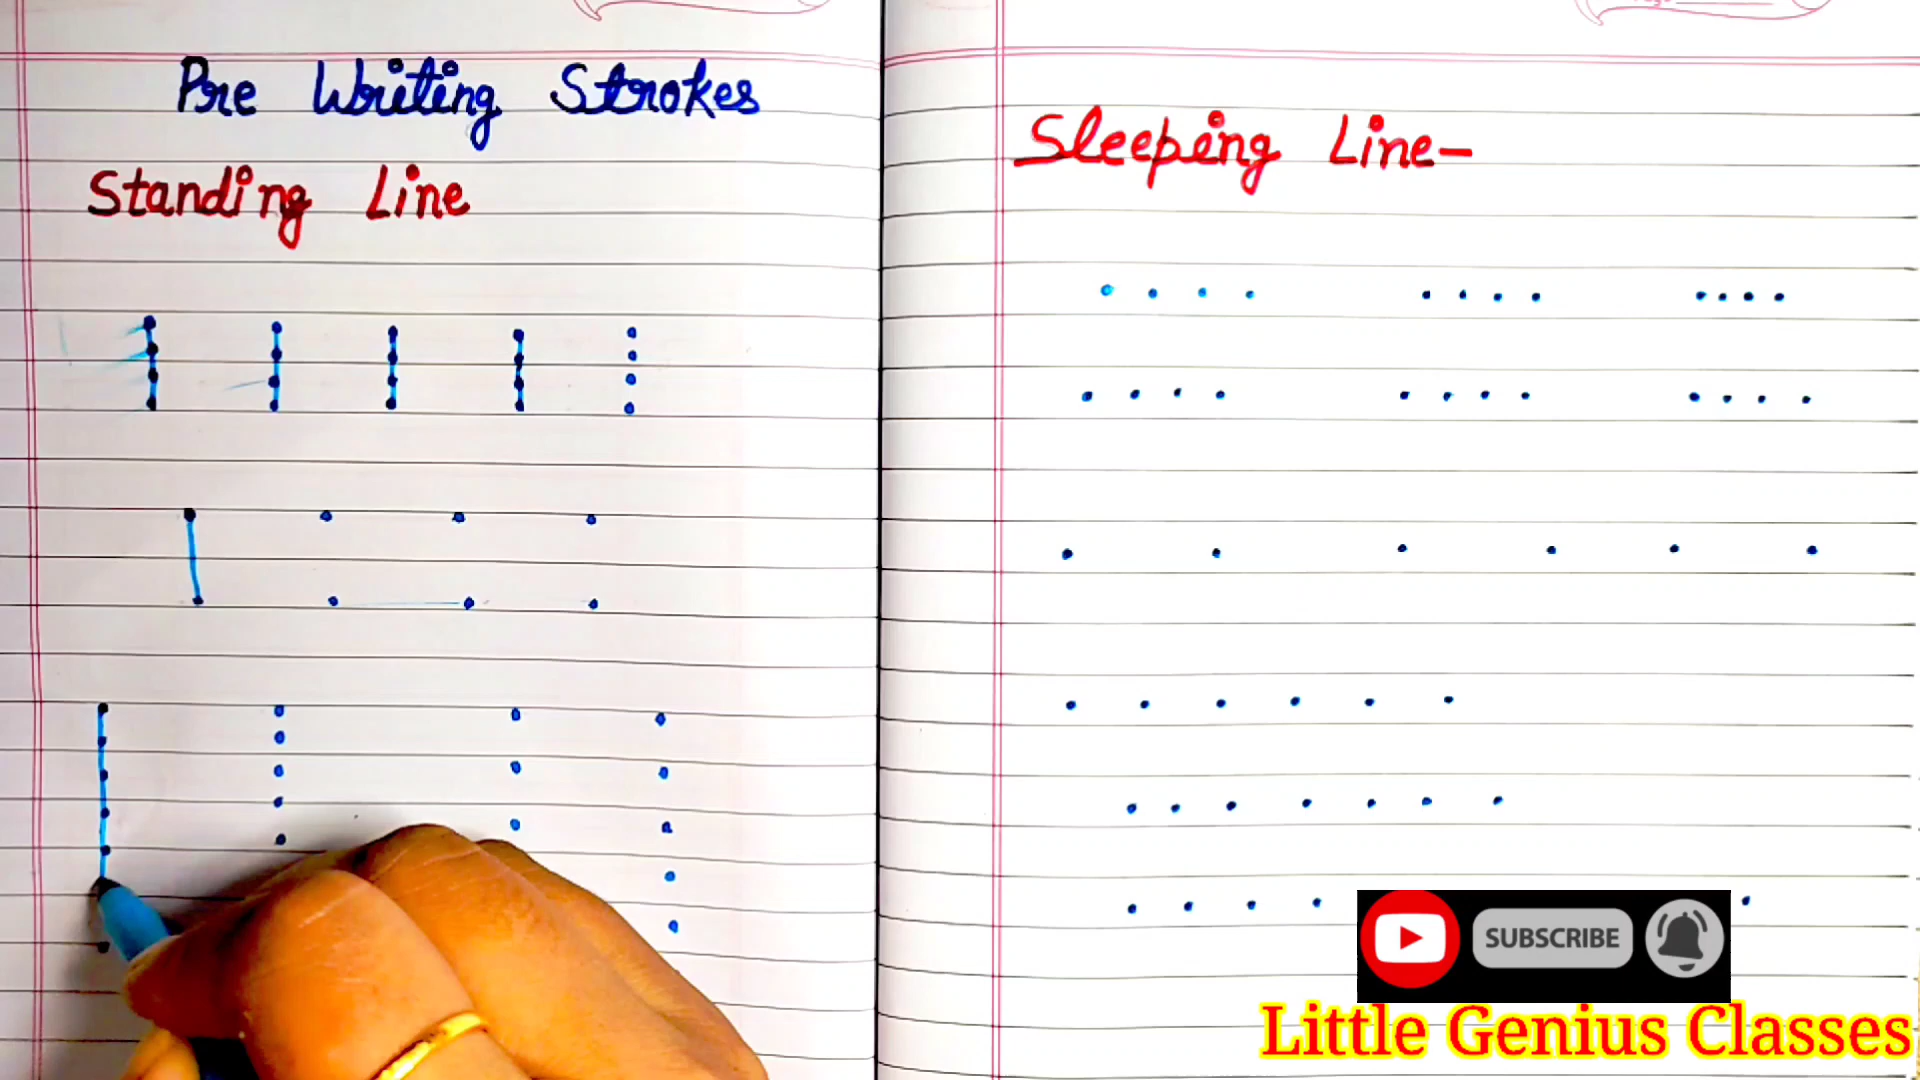 Pre Writing Strokes
Standing Line
Sleeping Line-
SUBSCRIBE
Little Genius Classes